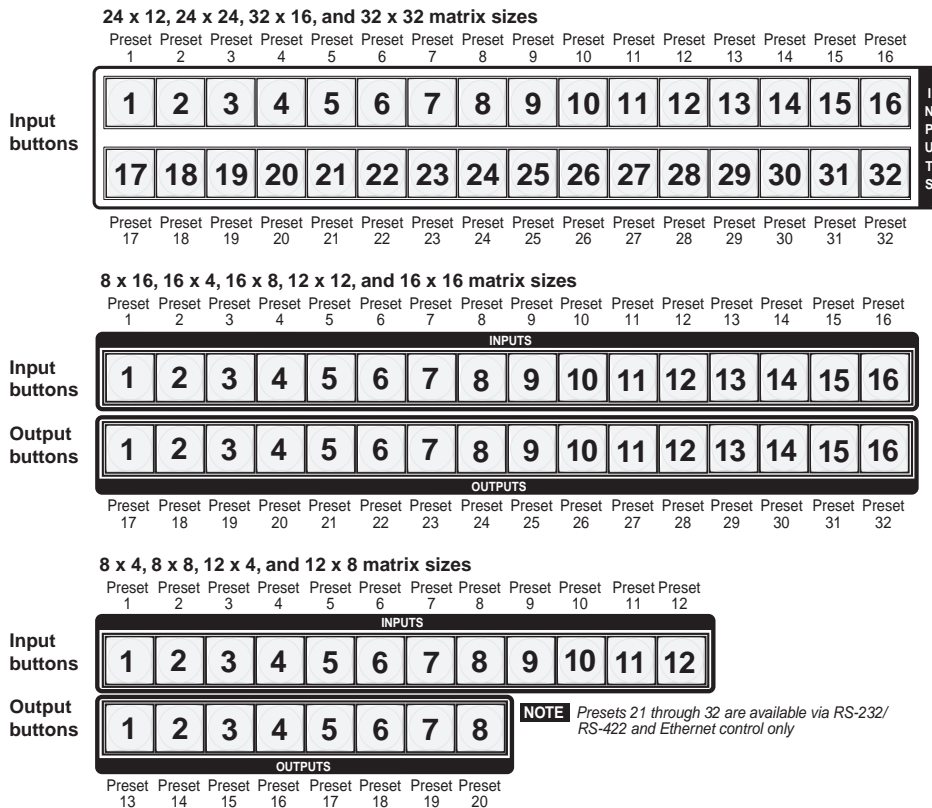 24 x 12, 24 x 24, 32 x 16, and 32 x 32 matrix sizes
Preset Preset Preset Preset Preset Preset Preset Preset Preset Preset Preset Preset Preset Preset Preset Preset
1 2 3 4 5 6 7 8 9 10 11 12 13 14 15 16
Input buttons
1 2 3 4 5 6 7 8 9 10 11 12 13 14 15 16
17 18 19 20 21 22 23 24 25 26 27 28 29 30 31 32
INPUTS
Preset Preset Preset Preset Preset Preset Preset Preset Preset Preset Preset Preset Preset Preset Preset Preset
17 18 19 20 21 22 23 24 25 26 27 28 29 30 31 32
8 x 16, 16 x 4, 16 x 8, 12 x 12, and 16 x 16 matrix sizes
Preset Preset Preset Preset Preset Preset Preset Preset Preset Preset Preset Preset Preset Preset Preset Preset
1 2 3 4 5 6 7 8 9 10 11 12 13 14 15 16
INPUTS
Input
buttons
1 2 3 4 5 6 7 8 9 10 11 12 13 14 15 16
Output
buttons
1 2 3 4 5 6 7 8 9 10 11 12 13 14 15 16
OUTPUTS
Preset Preset Preset Preset Preset Preset Preset Preset Preset Preset Preset Preset Preset Preset Preset Preset
17 18 19 20 21 22 23 24 25 26 27 28 29 30 31 32
8 x 4, 8 x 8, 12 x 4, and 12 x 8 matrix sizes
Preset Preset Preset Preset Preset Preset Preset Preset Preset Preset Preset Preset
1 2 3 4 5 6 7 8 9 10 11 12
INPUTS
Input
buttons
1 2 3 4 5 6 7 8 9 10 11 12
Output
buttons
1 2 3 4 5 6 7 8
OUTPUTS
NOTE Presets 21 through 32 are available via RS-232/
RS-422 and Ethernet control only
Preset Preset Preset Preset Preset Preset Preset Preset
13 14 15 16 17 18 19 20